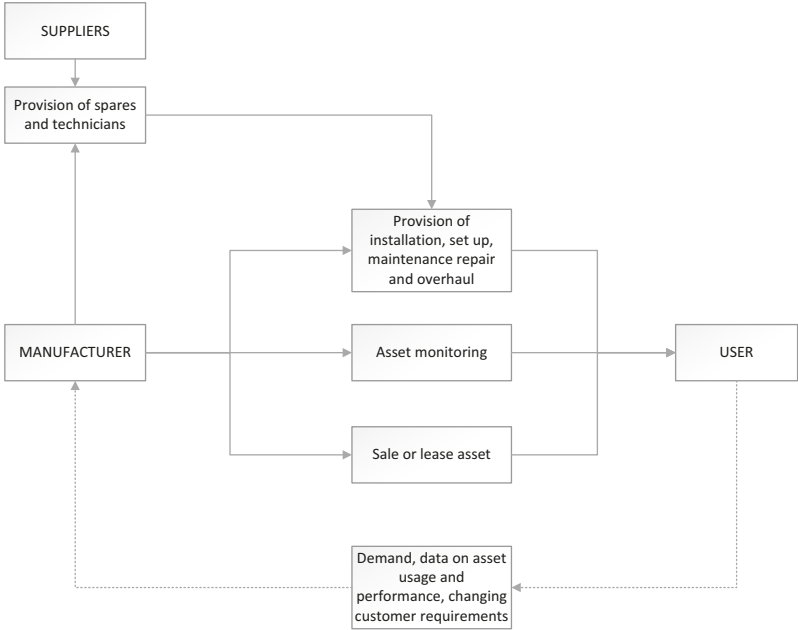 SUPPLIERS
Provision of spares
and technicians
Provision of
installation, set up,
maintenance repair
and overhaul
MANUFACTURER
Asset monitoring
USER
Sale or lease asset
Demand, data on asset
usage and
performance, changing
customer requirements